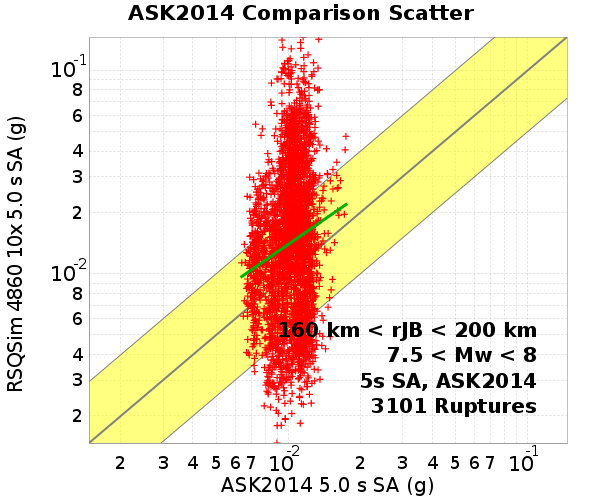 ASK2014 Comparison Scatter
RSQSim 4860 10x 5.0 s SA (g)
10-1
8
6
4
3
2
10-2
8
6
4
3
2
160 km < rJB < 200 km
7.5 < Mw < 8
5s SA, ASK2014
3101 Ruptures
2 3 4 5 6 7 10-2 2 3 4 5 6 7 10-1
ASK2014 5.0 s SA (g)